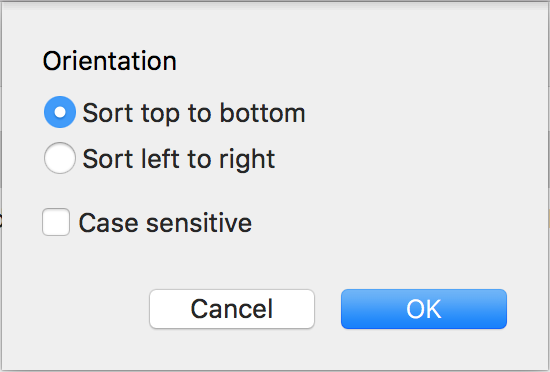 Orientation
Sort top to bottom
Sort left to right
Case sensitive
Cancel OK